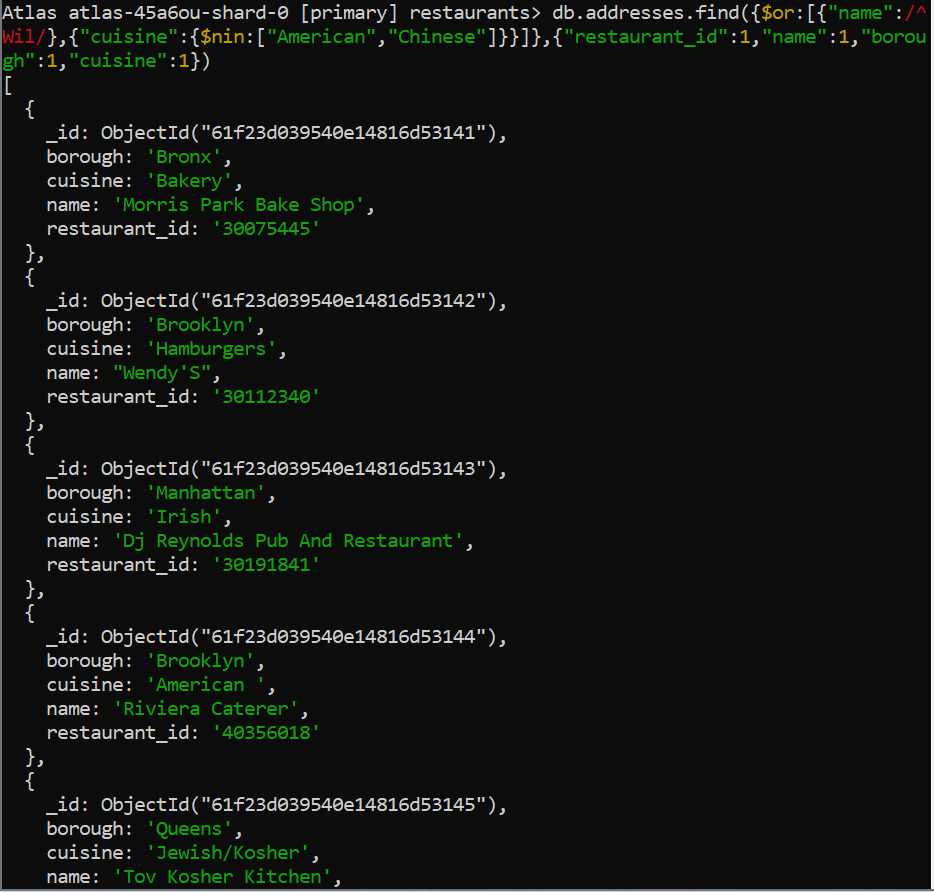 Atlas atlas-45a6ou-shard-0 [primary] restaurants> db.addresses.find({$or:[{"name":/^
Wil/},{"cuisine":{$nin:["American","Chinese"]}}]},{"restaurant_id":1,"name":1,"borou
gh":1,"cuisine":1})
[
  {
    _id: ObjectId("61f23d039540e14816d53141"),
    borough: 'Bronx',
    cuisine: 'Bakery',
    name: 'Morris Park Bake Shop',
    restaurant_id: '30075445'
  },
  {
    _id: ObjectId("61f23d039540e14816d53142"),
    borough: 'Brooklyn',
    cuisine: 'Hamburgers',
    name: "Wendy'S",
    restaurant_id: '30112340'
  },
  {
    _id: ObjectId("61f23d039540e14816d53143"),
    borough: 'Manhattan',
    cuisine: 'Irish',
    name: 'Dj Reynolds Pub And Restaurant',
    restaurant_id: '30191841'
  },
  {
    _id: ObjectId("61f23d039540e14816d53144"),
    borough: 'Brooklyn',
    cuisine: 'American ',
    name: 'Riviera Caterer',
    restaurant_id: '40356018'
  },
  {
    _id: ObjectId("61f23d039540e14816d53145"),
    borough: 'Queens',
    cuisine: 'Jewish/Kosher',
    name: 'Tov Kosher Kitchen',